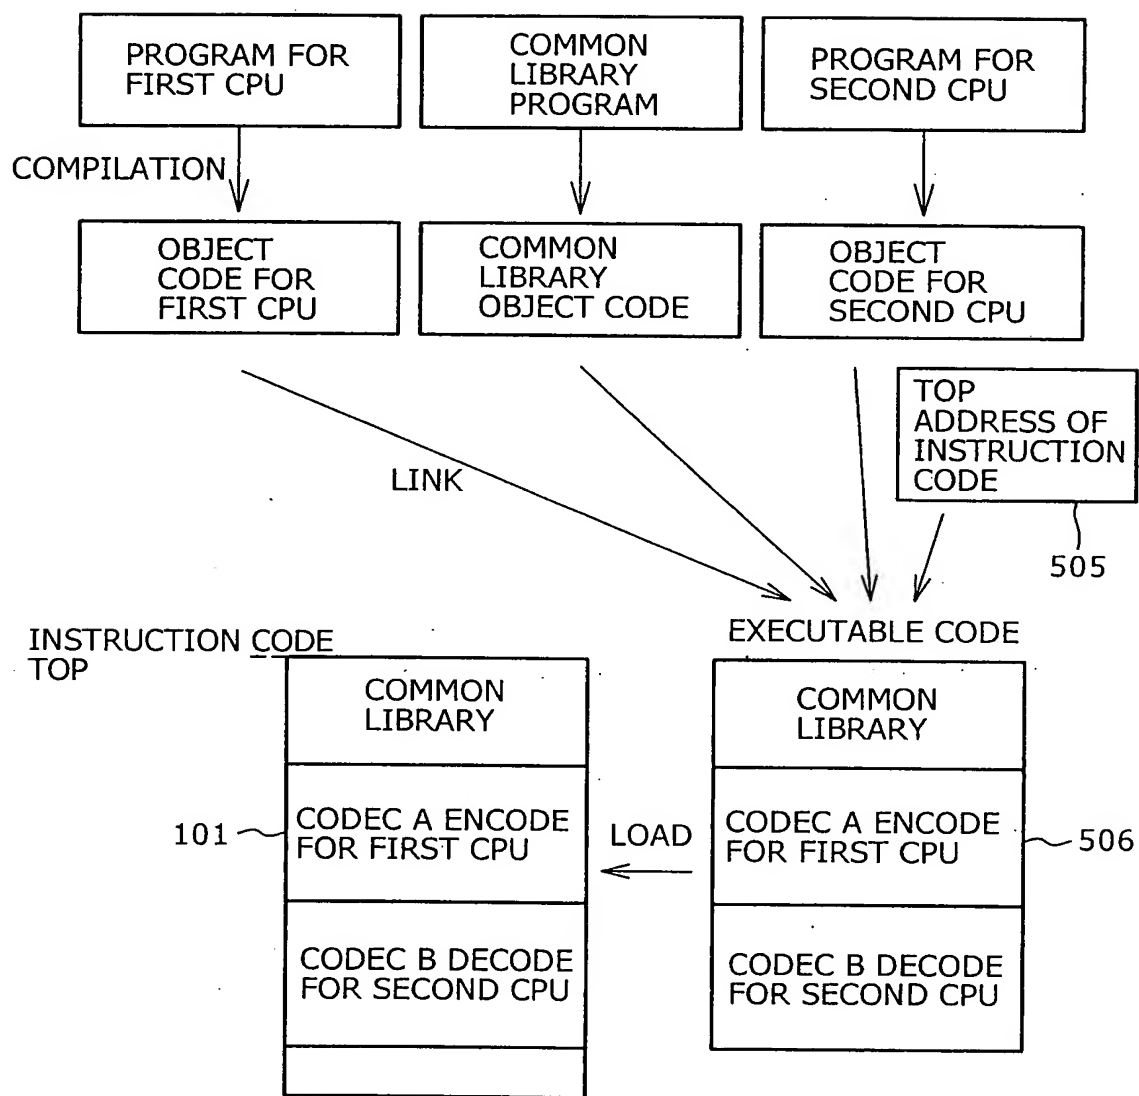 PROGRAM FOR
FIRST CPU
COMMON
LIBRARY
PROGRAM
PROGRAM FOR
SECOND CPU
COMPILATION
OBJECT
CODE FOR
FIRST CPU
COMMON
LIBRARY
OBJECT CODE
OBJECT
CODE FOR
SECOND CPU
TOP
ADDRESS OF
INSTRUCTION
CODE
LINK
505
EXECUTABLE CODE
INSTRUCTION CODE
TOP
COMMON
LIBRARY
COMMON
LIBRARY
101
CODEC A ENCODE
FOR FIRST CPU
LOAD
CODEC A ENCODE
FOR FIRST CPU
506
CODEC B DECODE
FOR SECOND CPU
CODEC B DECODE
FOR SECOND CPU